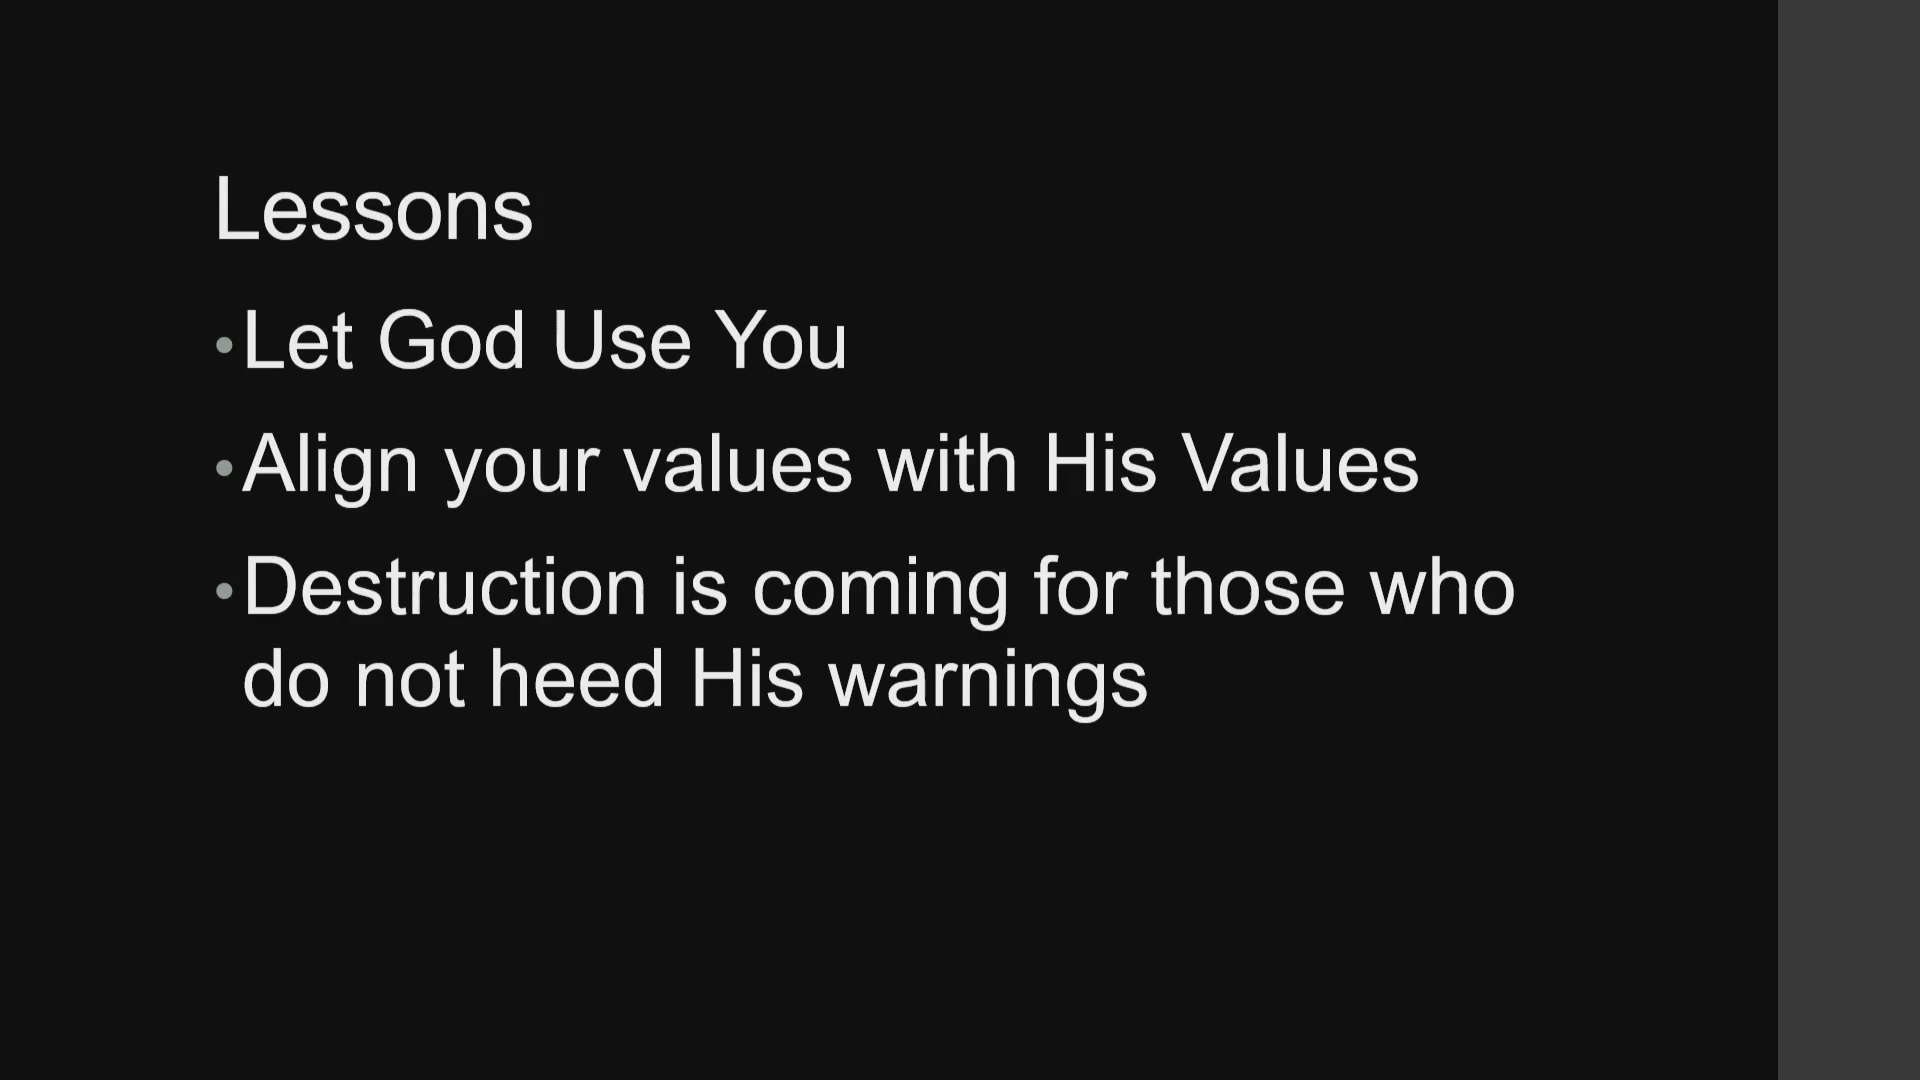 Lessons
•Let God Use You
•Align your values with His Values
•Destruction is coming for those who
do not heed His warnings